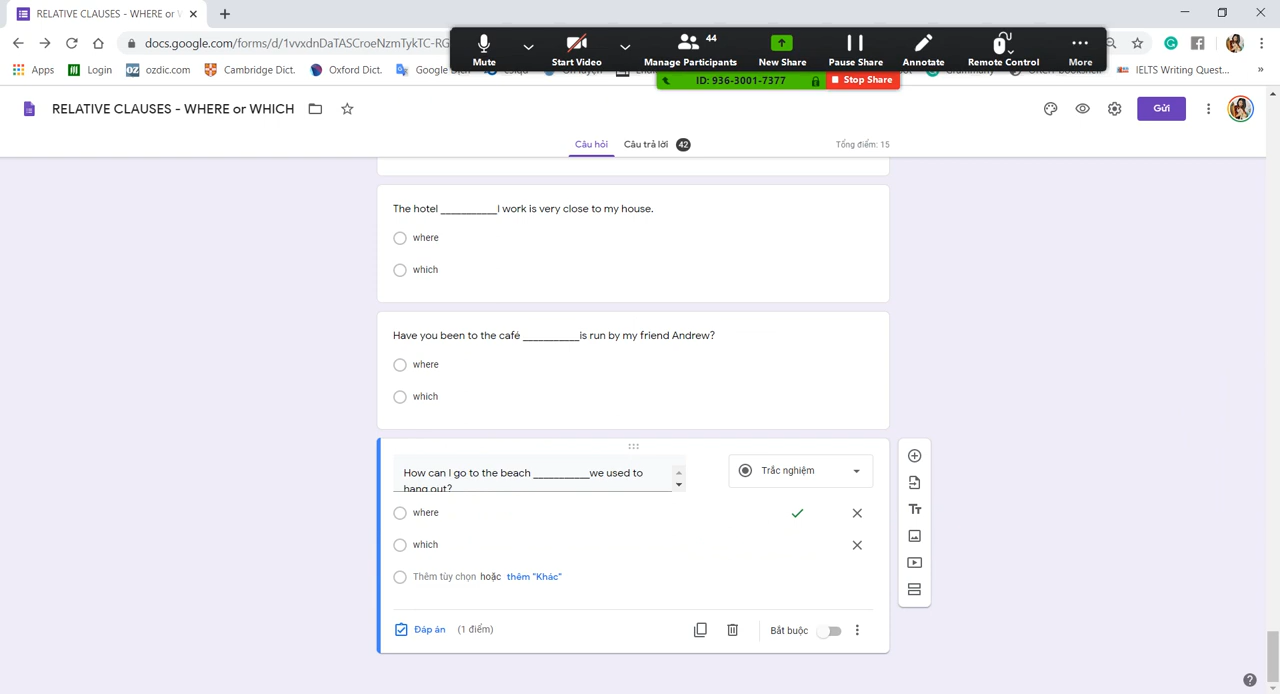 RELATIVE CLAUSES - WHERE or
docs.google.com/forms/d/1vvxdnDaTASCroeNzmTykTC-RG
Mute
Start Video
44
Manage Participants
New Share
Pause Share
Annotate
Remote Control
More
ID: 936-3001-7377
Stop Share
Apps
Login
OZ ozdic.com
Cambridge Dict.
Oxford Dict.
Google
IELTS Writing Quest...
RELATIVE CLAUSES - WHERE or WHICH
Gửi
Câu hỏi
Câu trả lời 42
Tổng điểm: 15
The hotel ___________I work is very close to my house.
where
which
Have you been to the café ___________is run by my friend Andrew?
where
which
How can I go to the beach ___________we used to
hang out?
Trắc nghiệm
where
which
Thêm tùy chọn hoặc thêm "Khác"
Đáp án (1 điểm)
Bắt buộc